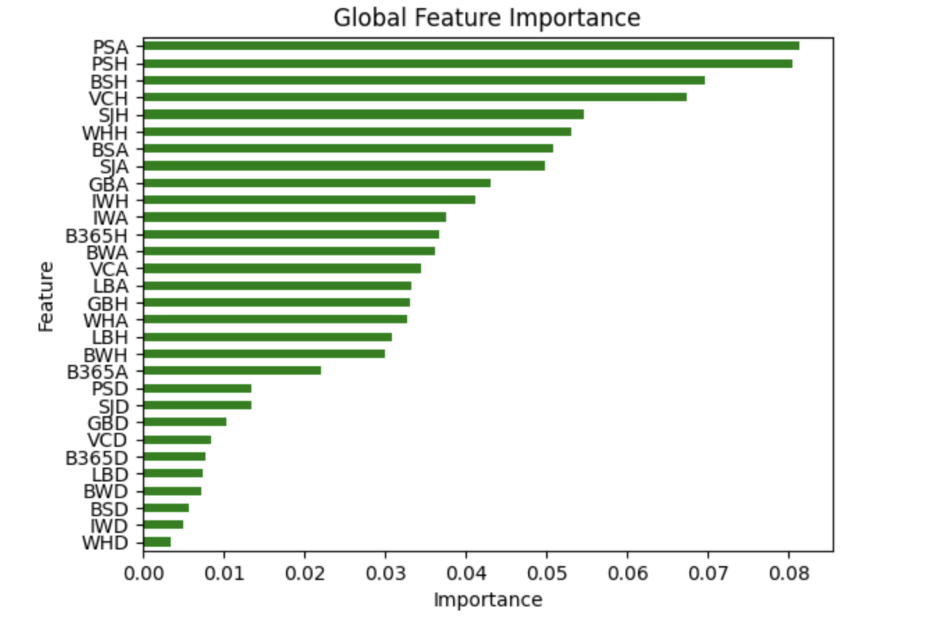 Global Feature Importance
PSA
PSH
BSH
VCH
SJH
WHH
BSA
SJA
GBA
IWH
IWA
B365H
BWA
VCA
LBA
GBH
WHA
LBH
BWH
B365A
PSD
SJD
GBD
VCD
B365D
LBD
BWD
BSD
IWD
WHD
Feature
0.00 0.01 0.02 0.03 0.04 0.05 0.06 0.07 0.08
Importance